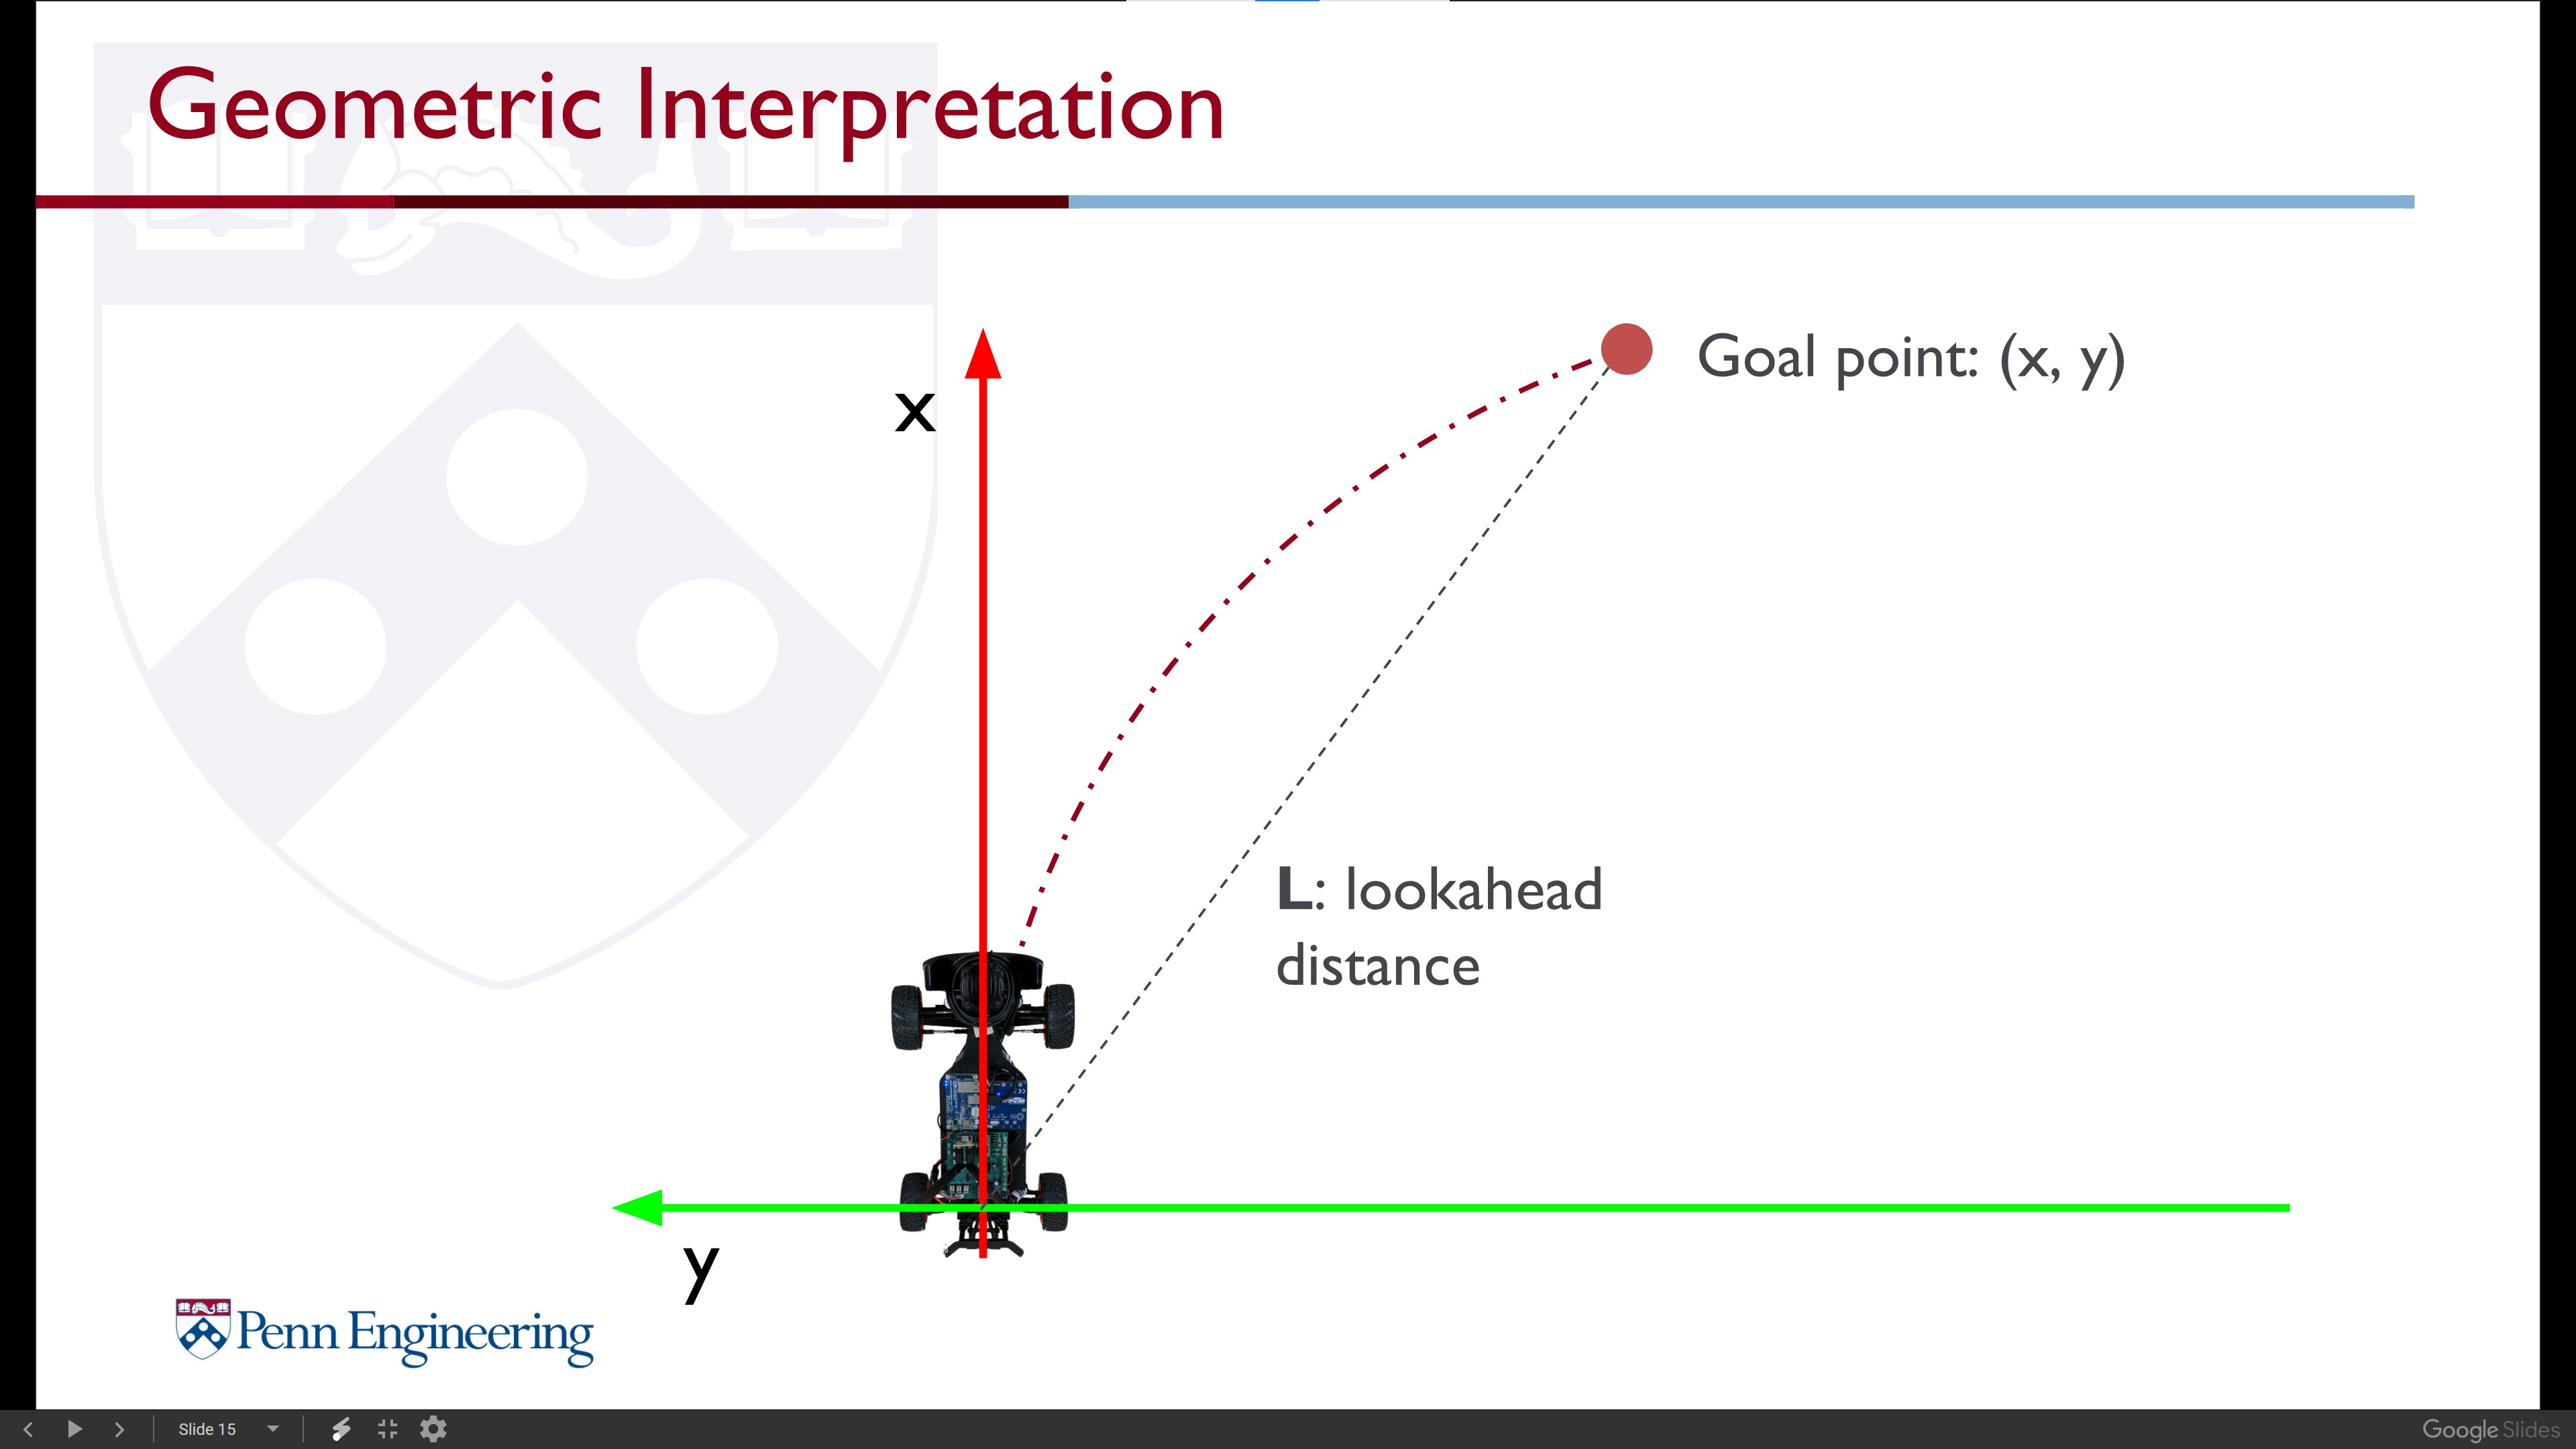 Geometric Interpretation
Goal point: (x, y)
x
L: lookahead
distance
y
Penn Engineering
Slide 15
Google Slides